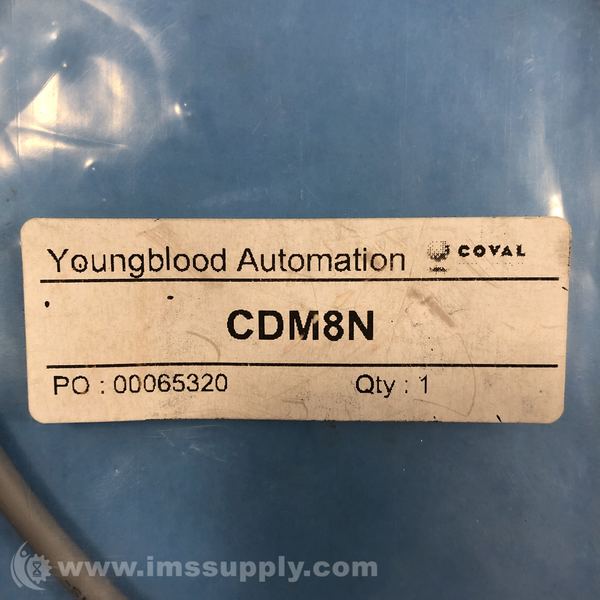 Youngblood Automation COVAL
CDM8N
PO : 00065320 Qty : 1
www.imssupply.com